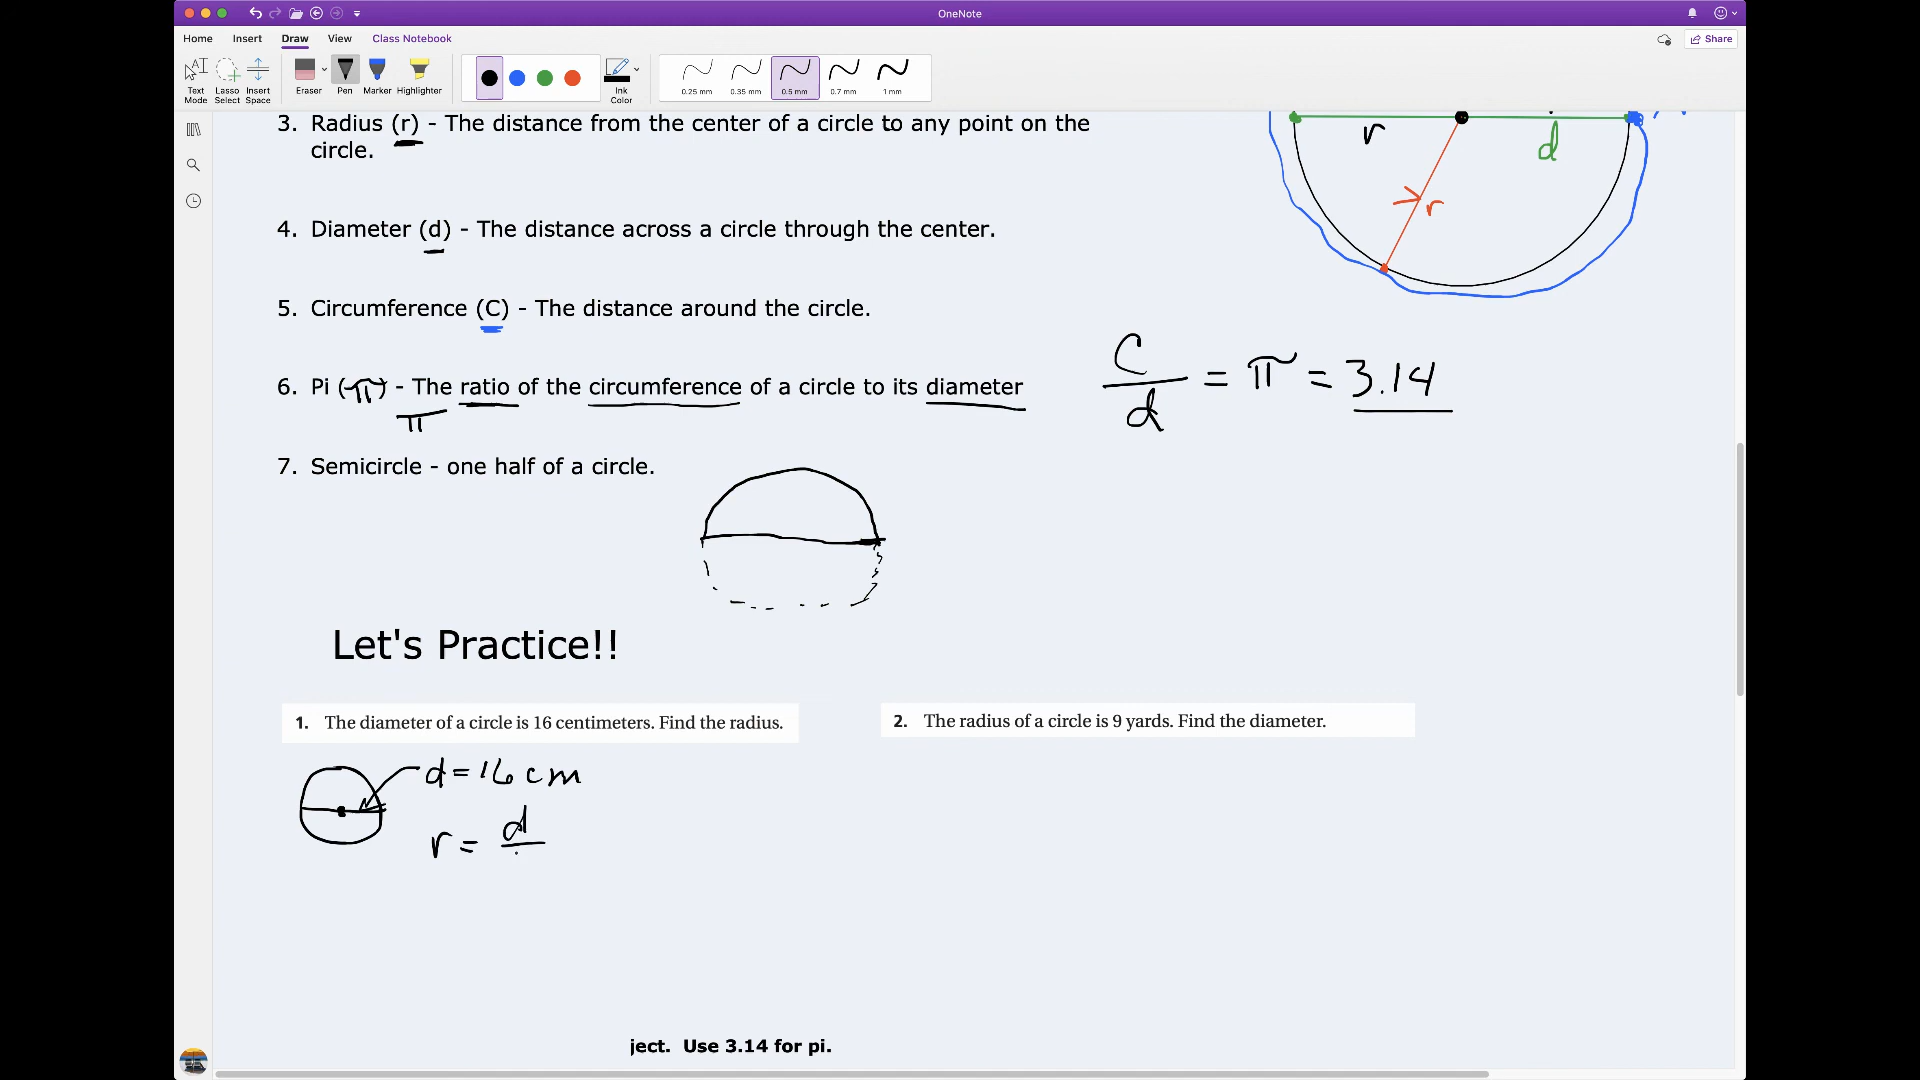 OneNote
Home Insert Draw View Class Notebook
Share
Text Mode
Lasso Select
Insert Space
Eraser
Pen
Marker
Highlighter
Ink Color
0.25 mm
0.35 mm
0.5 mm
0.7 mm
1 mm
3. Radius (r) - The distance from the center of a circle to any point on the
circle.
r
d
r
4. Diameter (d) - The distance across a circle through the center.
5. Circumference (C) - The distance around the circle.
6. Pi (π) - The ratio of the circumference of a circle to its diameter
π
C/d = π = 3.14
7. Semicircle - one half of a circle.
Let's Practice!!
1. The diameter of a circle is 16 centimeters. Find the radius.
2. The radius of a circle is 9 yards. Find the diameter.
d = 16 cm
r = d/
ject. Use 3.14 for pi.